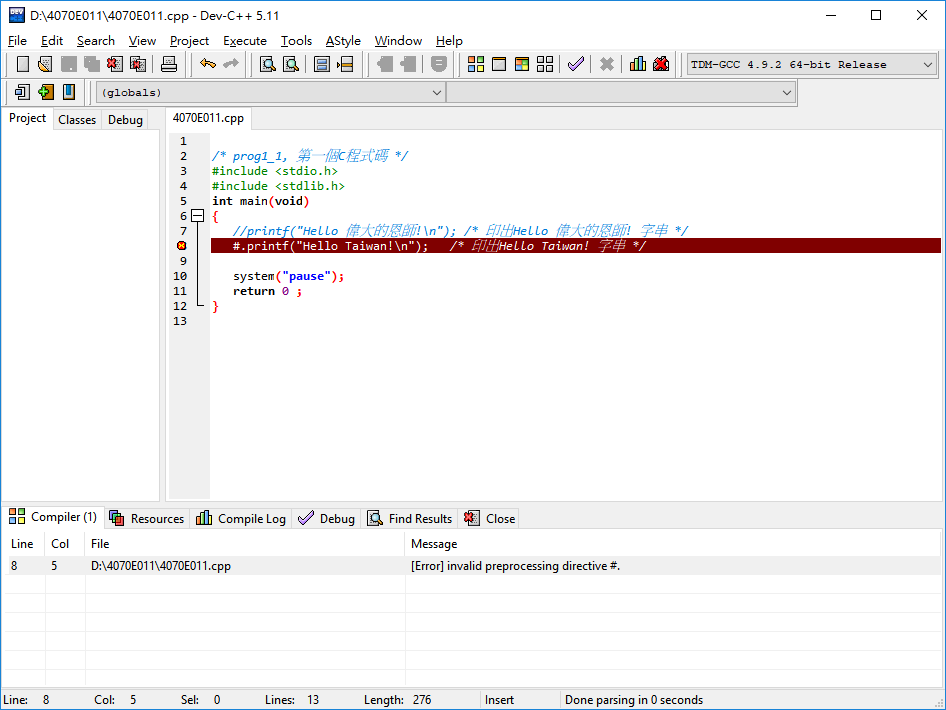 D:\4070E011\4070E011.cpp - Dev-C++ 5.11
File Edit Search View Project Execute Tools AStyle Window Help
TDM-GCC 4.9.2 64-bit Release
(globals)
Project Classes Debug
4070E011.cpp
1
2 /* prog1_1, 第一個C程式碼 */
3 #include <stdio.h>
4 #include <stdlib.h>
5 int main(void)
6 {
7 //printf("Hello 偉大的恩師!\n"); /* 印出Hello 偉大的恩師! 字串 */
8 #.printf("Hello Taiwan!\n"); /* 印出Hello Taiwan! 字串 */
9
10 system("pause");
11 return 0 ;
12 }
13
Compiler (1) Resources Compile Log Debug Find Results Close
Line Col File Message
8 5 D:\4070E011\4070E011.cpp [Error] invalid preprocessing directive #.
Line: 8 Col: 5 Sel: 0 Lines: 13 Length: 276 Insert Done parsing in 0 seconds